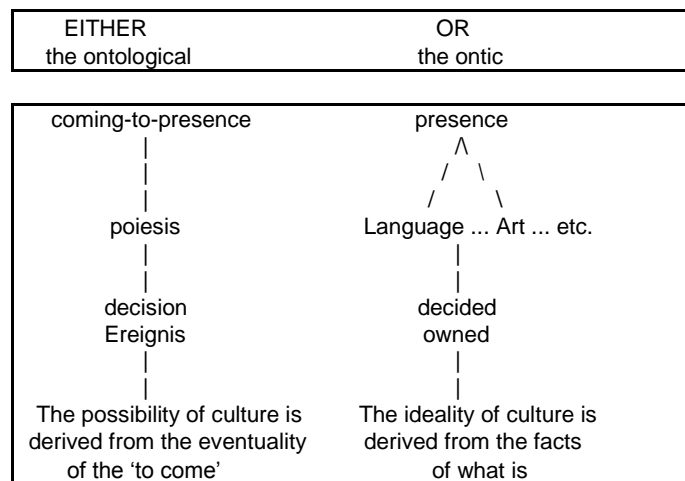 EITHER OR
the ontological the ontic
coming-to-presence presence
| /\
| / \
| / \
poiesis Language ... Art ... etc.
| |
| |
decision decided
Ereignis owned
| |
| |
The possibility of culture is The ideality of culture is
derived from the eventuality derived from the facts
of the ‘to come’ of what is